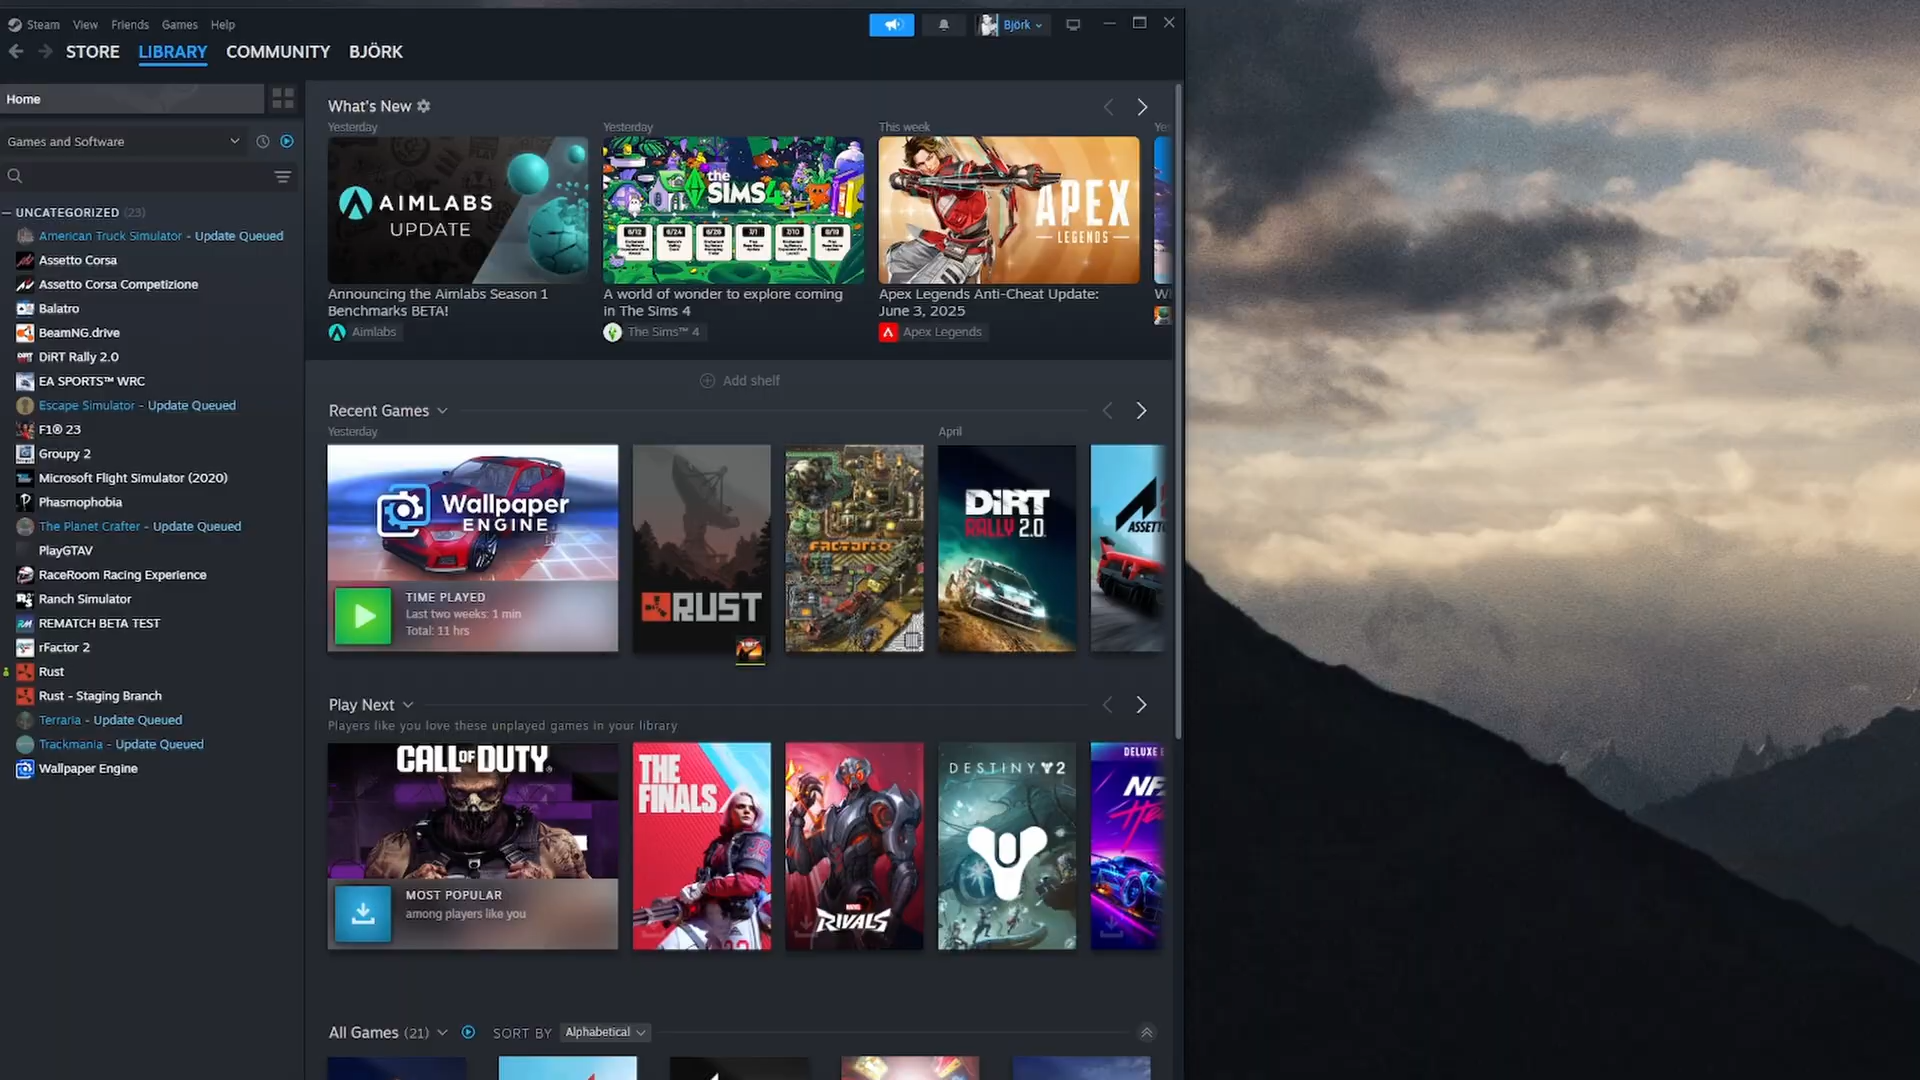 Steam View Friends Games Help
Björk
STORE LIBRARY COMMUNITY BJÖRK
Home
Games and Software
UNCATEGORIZED (23)
American Truck Simulator - Update Queued
Assetto Corsa
Assetto Corsa Competizione
Balatro
BeamNG.drive
DiRT Rally 2.0
EA SPORTS™ WRC
Escape Simulator - Update Queued
F1® 23
Groupy 2
Microsoft Flight Simulator (2020)
Phasmophobia
The Planet Crafter - Update Queued
PlayGTAV
RaceRoom Racing Experience
Ranch Simulator
REMATCH BETA TEST
rFactor 2
Rust
Rust - Staging Branch
Terraria - Update Queued
Trackmania - Update Queued
Wallpaper Engine
What's New
Yesterday
AIMLABS
UPDATE
Announcing the Aimlabs Season 1
Benchmarks BETA!
Aimlabs
Yesterday
the
SIMS 4
A world of wonder to explore coming
in The Sims 4
The Sims™ 4
This week
APEX
LEGENDS
Apex Legends Anti-Cheat Update:
June 3, 2025
Apex Legends
Add shelf
Recent Games
Yesterday
April
Wallpaper
ENGINE
TIME PLAYED
Last two weeks: 1 min
Total: 11 hrs
RUST
FACTORIO
DiRT
RALLY 2.0
ASSETT
Play Next
Players like you love these unplayed games in your library
CALL OF DUTY
MOST POPULAR
among players like you
THE
FINALS
MARVEL
RIVALS
DESTINY 2
DELUXE E
NF
He
All Games (21) SORT BY Alphabetical